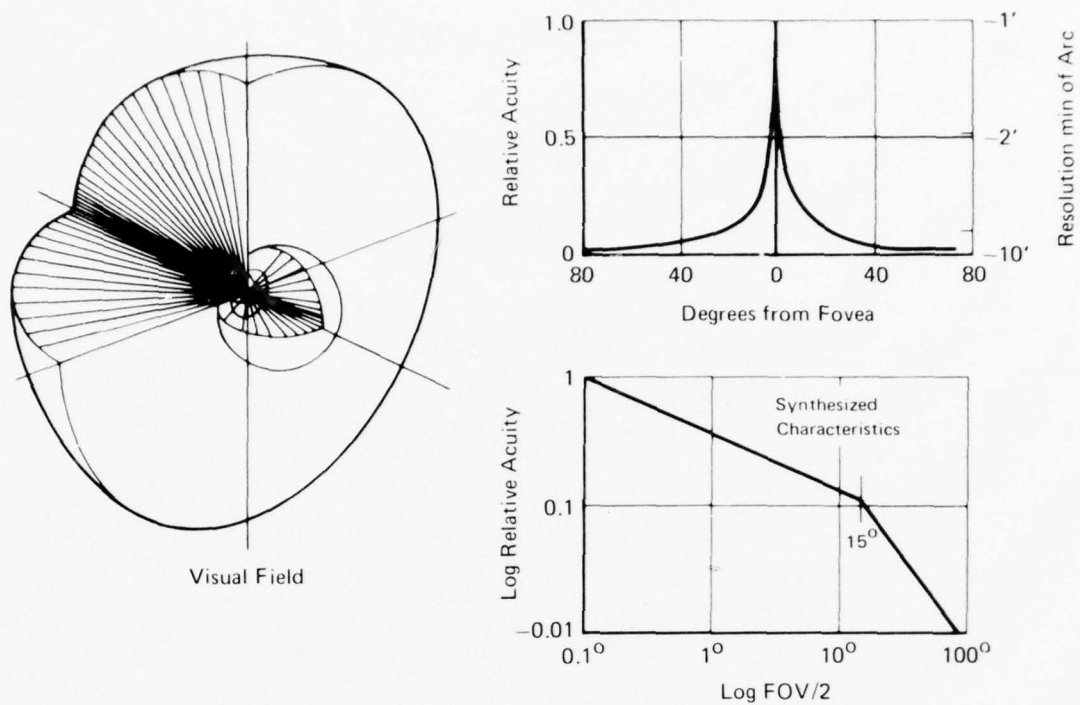 Visual Field
Relative Acuity
1.0
0.5
0
80
40
0
40
80
Degrees from Fovea
−1′
−2′
−10′
Resolution min of Arc
Log Relative Acuity
1
0.1
−0.01
Synthesized
Characteristics
15°
0.1°
1°
10°
100°
Log FOV/2